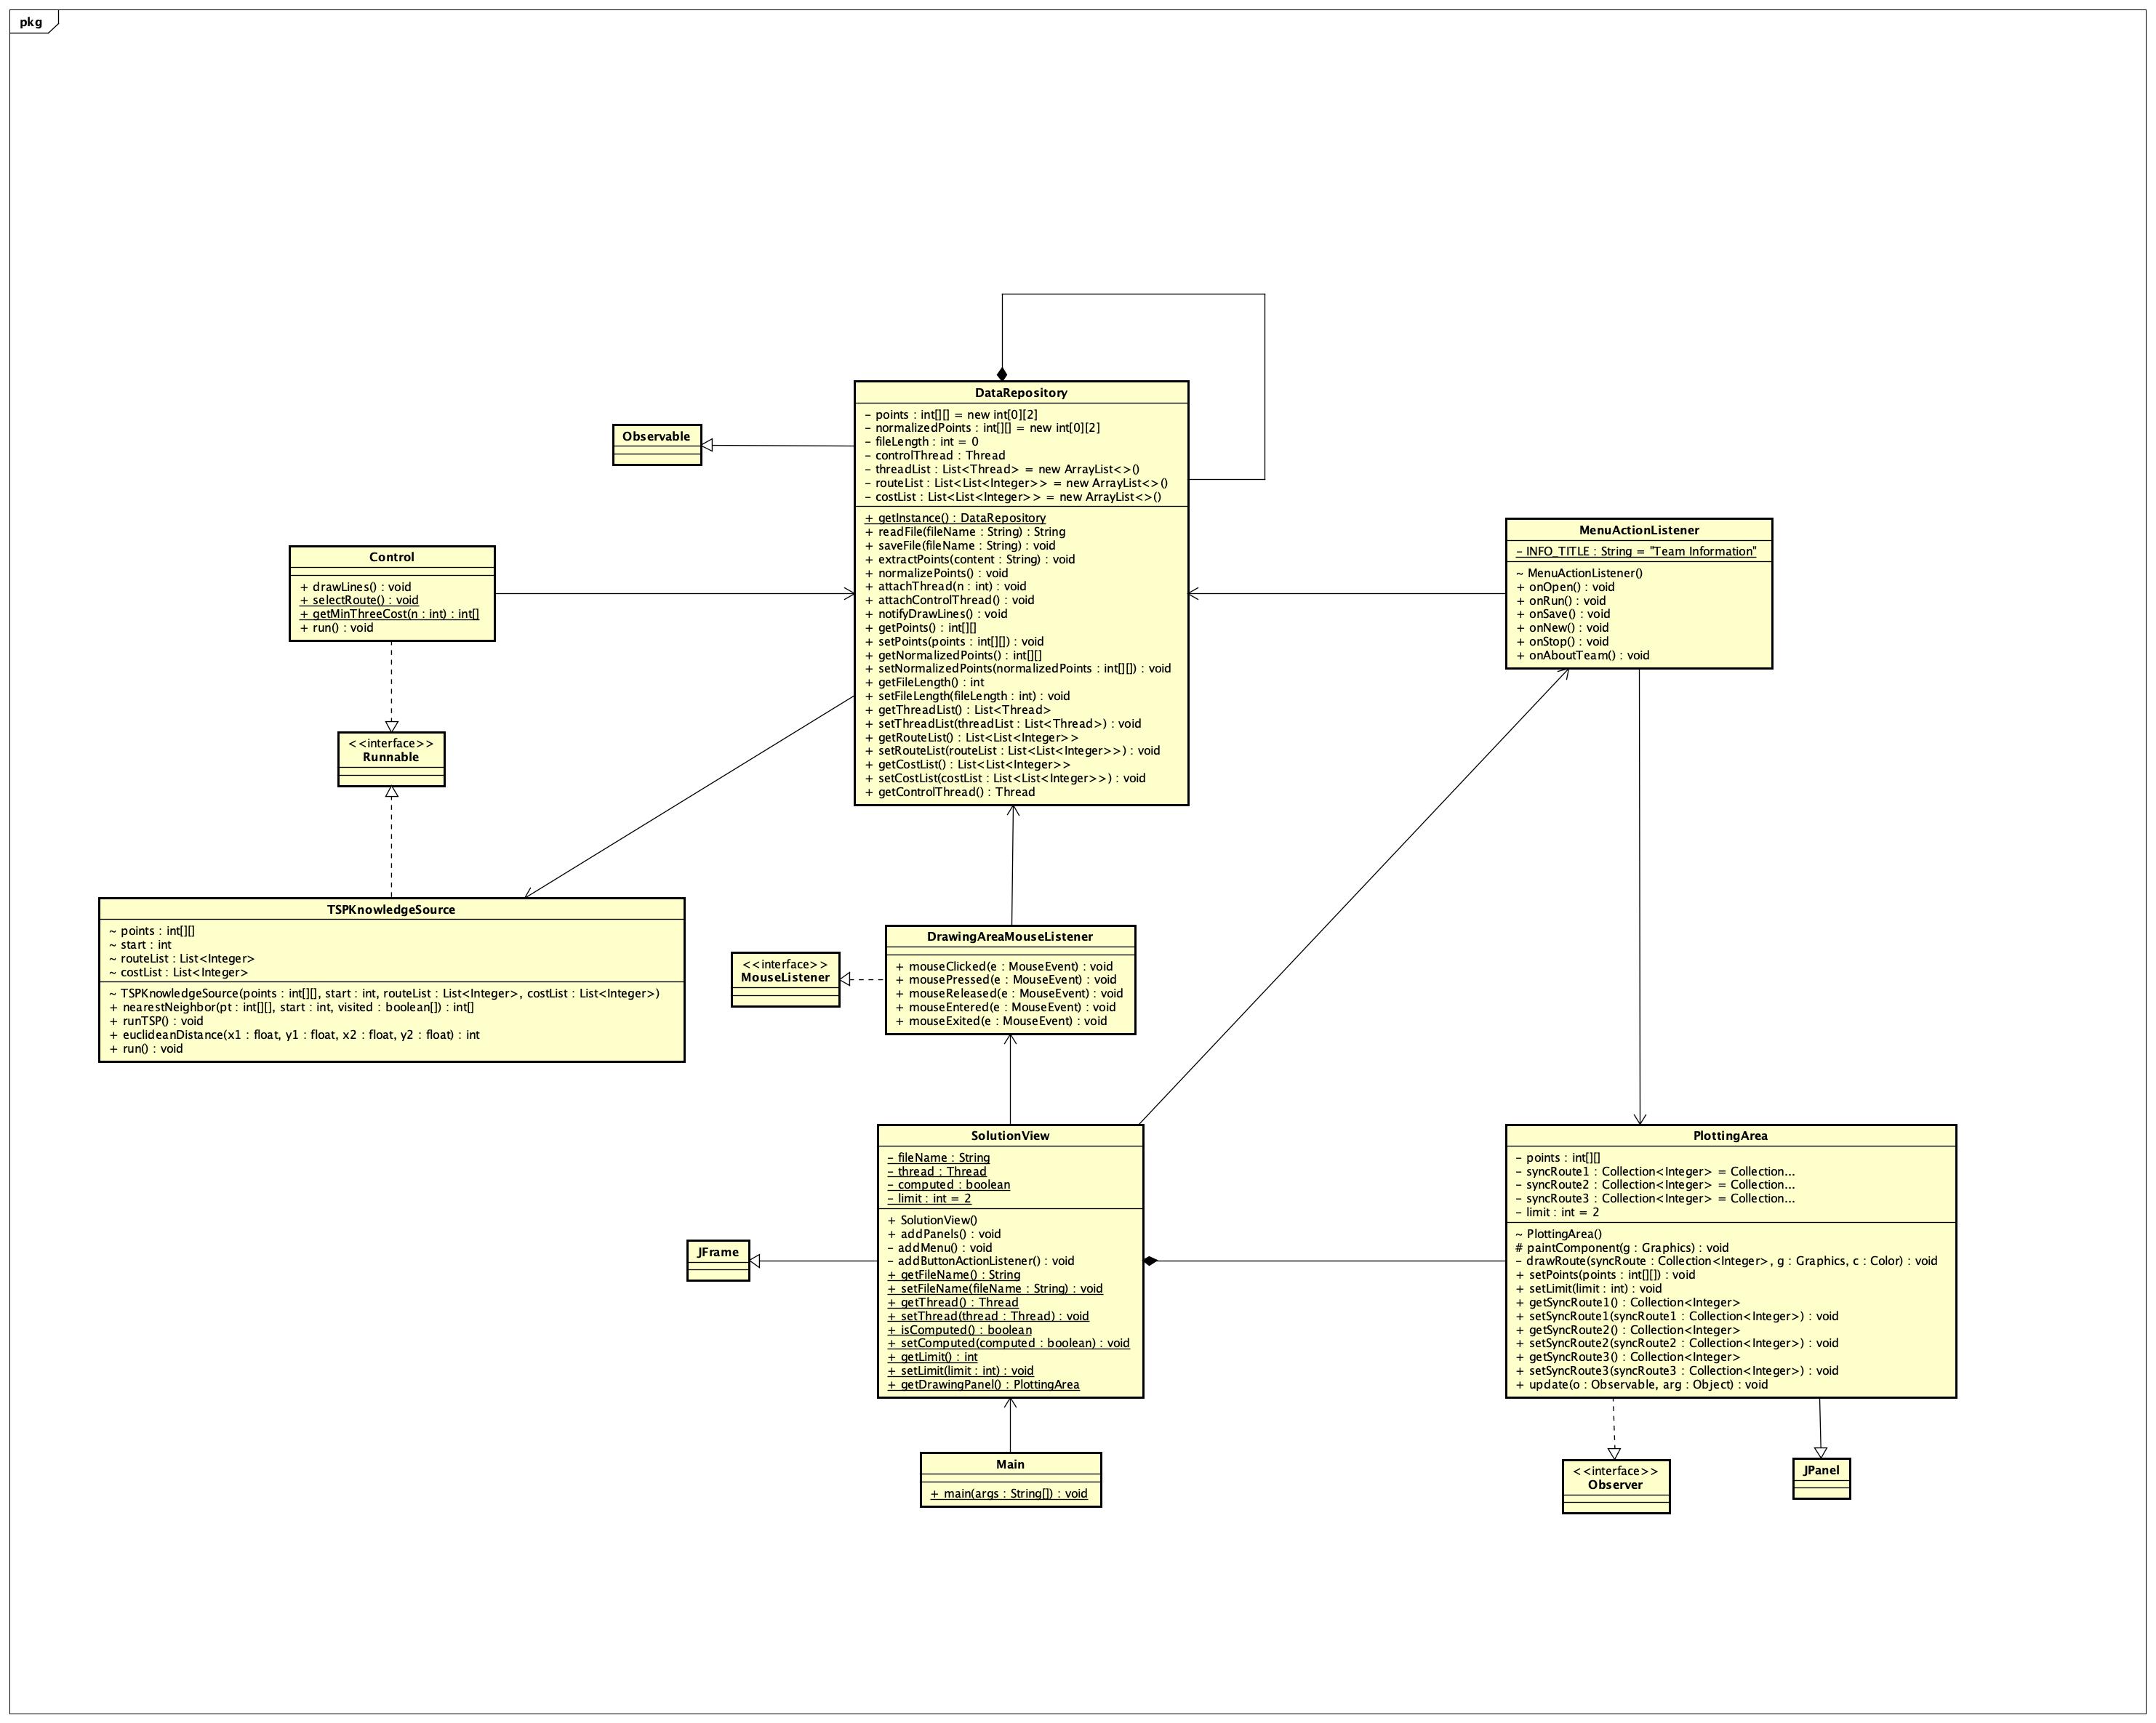 pkg
DataRepository
- points : int[][] = new int[0][2]
- normalizedPoints : int[][] = new int[0][2]
- fileLength : int = 0
- controlThread : Thread
- threadList : List<Thread> = new ArrayList<>()
- routeList : List<List<Integer>> = new ArrayList<>()
- costList : List<List<Integer>> = new ArrayList<>()
+ getInstance() : DataRepository
+ readFile(fileName : String) : String
+ saveFile(fileName : String) : void
+ extractPoints(content : String) : void
+ normalizePoints() : void
+ attachThread(n : int) : void
+ attachControlThread() : void
+ notifyDrawLines() : void
+ getPoints() : int[][]
+ setPoints(points : int[][]) : void
+ getNormalizedPoints() : int[][]
+ setNormalizedPoints(normalizedPoints : int[][]) : void
+ getFileLength() : int
+ setFileLength(fileLength : int) : void
+ getThreadList() : List<Thread>
+ setThreadList(threadList : List<Thread>) : void
+ getRouteList() : List<List<Integer>>
+ setRouteList(routeList : List<List<Integer>>) : void
+ getCostList() : List<List<Integer>>
+ setCostList(costList : List<List<Integer>>) : void
+ getControlThread() : Thread
Observable
MenuActionListener
- INFO_TITLE : String = "Team Information"
~ MenuActionListener()
+ onOpen() : void
+ onRun() : void
+ onSave() : void
+ onNew() : void
+ onStop() : void
+ onAboutTeam() : void
Control
+ drawLines() : void
+ selectRoute() : void
+ getMinThreeCost(n : int) : int[]
+ run() : void
<<interface>>
Runnable
TSPKnowledgeSource
~ points : int[][]
~ start : int
~ routeList : List<Integer>
~ costList : List<Integer>
~ TSPKnowledgeSource(points : int[][], start : int, routeList : List<Integer>, costList : List<Integer>)
+ nearestNeighbor(pt : int[][], start : int, visited : boolean[]) : int[]
+ runTSP() : void
+ euclideanDistance(x1 : float, y1 : float, x2 : float, y2 : float) : int
+ run() : void
<<interface>>
MouseListener
DrawingAreaMouseListener
+ mouseClicked(e : MouseEvent) : void
+ mousePressed(e : MouseEvent) : void
+ mouseReleased(e : MouseEvent) : void
+ mouseEntered(e : MouseEvent) : void
+ mouseExited(e : MouseEvent) : void
SolutionView
- fileName : String
- thread : Thread
- computed : boolean
- limit : int = 2
+ SolutionView()
+ addPanels() : void
- addMenu() : void
- addButtonActionListener() : void
+ getFileName() : String
+ setFileName(fileName : String) : void
+ getThread() : Thread
+ setThread(thread : Thread) : void
+ isComputed() : boolean
+ setComputed(computed : boolean) : void
+ getLimit() : int
+ setLimit(limit : int) : void
+ getDrawingPanel() : PlottingArea
JFrame
PlottingArea
- points : int[][]
- syncRoute1 : Collection<Integer> = Collection...
- syncRoute2 : Collection<Integer> = Collection...
- syncRoute3 : Collection<Integer> = Collection...
- limit : int = 2
~ PlottingArea()
# paintComponent(g : Graphics) : void
- drawRoute(syncRoute : Collection<Integer>, g : Graphics, c : Color) : void
+ setPoints(points : int[][]) : void
+ setLimit(limit : int) : void
+ getSyncRoute1() : Collection<Integer>
+ setSyncRoute1(syncRoute1 : Collection<Integer>) : void
+ getSyncRoute2() : Collection<Integer>
+ setSyncRoute2(syncRoute2 : Collection<Integer>) : void
+ getSyncRoute3() : Collection<Integer>
+ setSyncRoute3(syncRoute3 : Collection<Integer>) : void
+ update(o : Observable, arg : Object) : void
Main
+ main(args : String[]) : void
<<interface>>
Observer
JPanel